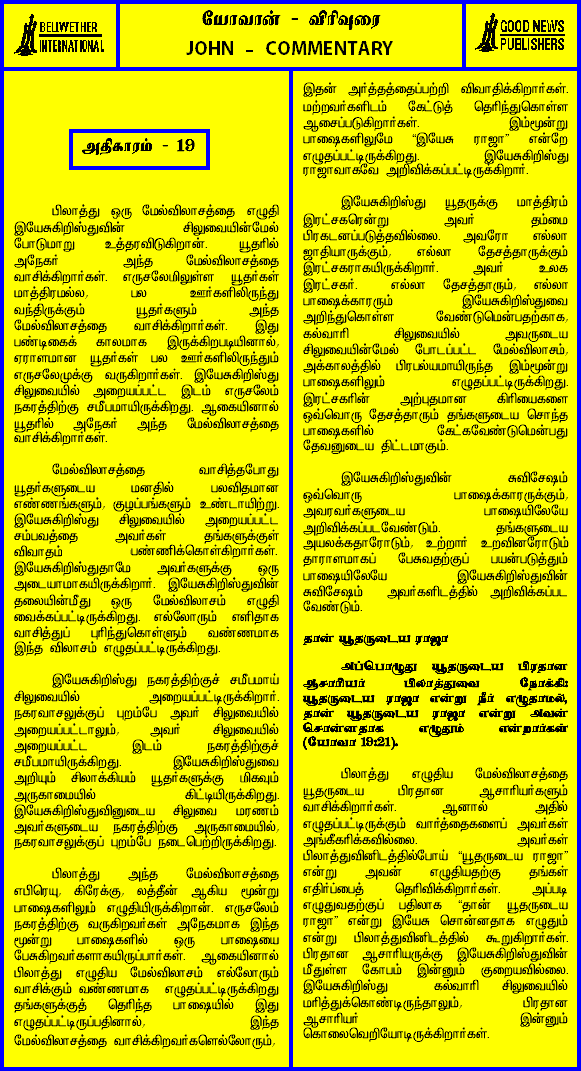 BELIWETHER
INTERNATIONAL
யோவான் - விரிவுரை
JOHN - COMMENTARY
GOOD NEWS
PUBLISHERS
அதிகாரம் - 19
பிலாத்து ஒரு மேல்விலாசத்தை எழுதி
இயேசுகிறிஸ்துவின் சிலுவையின்மேல்
போடுமாறு உத்தரவிடுகிறான். யூதரில்
அநேகர் அந்த மேல்விலாசத்தை
வாசிக்கிறார்கள். எருசலேமிலுள்ள யூதர்கள்
மாத்திரமல்ல, பல ஊர்களிலிருந்து
வந்திருக்கும் யூதர்களும் அந்த
மேல்விலாசத்தை வாசிக்கிறார்கள். இது
பண்டிகைக் காலமாக இருக்கிறபடியினால்,
ஏராளமான யூதர்கள் பல ஊர்களிலிருந்தும்
எருசலேமுக்கு வருகிறார்கள். இயேசுகிறிஸ்து
சிலுவையில் அறையப்பட்ட இடம் எருசலேம்
நகரத்திற்கு சமீபமாயிருக்கிறது. ஆகையினால்
யூதரில் அநேகர் அந்த மேல்விலாசத்தை
வாசிக்கிறார்கள்.
மேல்விலாசத்தை வாசித்தபோது
யூதர்களுடைய மனதில் பலவிதமான
எண்ணங்களும், குழப்பங்களும் உண்டாயிற்று.
இயேசுகிறிஸ்து சிலுவையில் அறையப்பட்ட
சம்பவத்தை அவர்கள் தங்களுக்குள்
விவாதம் பண்ணிக்கொள்கிறார்கள்.
இயேசுகிறிஸ்துதாமே அவர்களுக்கு ஒரு
அடையாமாகயிருக்கிறார். இயேசுகிறிஸ்துவின்
தலையின்மீது ஒரு மேல்விலாசம் எழுதி
வைக்கப்பட்டிருக்கிறது. எல்லோரும் எளிதாக
வாசித்துப் புரிந்துகொள்ளும் வண்ணமாக
இந்த விலாசம் எழுதப்பட்டிருக்கிறது.
இயேசுகிறிஸ்து நகரத்திற்குச் சமீபமாய்
சிலுவையில் அறையப்பட்டிருக்கிறார்.
நகரவாசலுக்குப் புறம்பே அவர் சிலுவையில்
அறையப்பட்டாலும், அவர் சிலுவையில்
அறையப்பட்ட இடம் நகரத்திற்குச்
சமீபமாயிருக்கிறது. இயேசுகிறிஸ்துவை
அறியும் சிலாக்கியம் யூதர்களுக்கு மிகவும்
அருகாமையில் கிட்டியிருக்கிறது.
இயேசுகிறிஸ்துவினுடைய சிலுவை மரணம்
அவர்களுடைய நகரத்திற்கு அருகாமையில்,
நகரவாசலுக்குப் புறம்பே நடைபெற்றிருக்கிறது.
பிலாத்து அந்த மேல்விலாசத்தை
எபிரெயு, கிரேக்கு, லத்தீன் ஆகிய மூன்று
பாஷைகளிலும் எழுதியிருக்கிறான். எருசலேம்
நகரத்திற்கு வருகிறவர்கள் அநேகமாக இந்த
மூன்று பாஷைகளில் ஒரு பாஷையை
பேசுகிறவர்களாகயிருப்பார்கள். ஆகையினால்
பிலாத்து எழுதிய மேல்விலாசம் எல்லோரும்
வாசிக்கும் வண்ணமாக எழுதப்பட்டிருக்கிறது
தங்களுக்குத் தெரிந்த பாஷையில் இது
எழுதப்பட்டிருப்பதினால், இந்த
மேல்விலாசத்தை வாசிக்கிறவர்களெல்லோரும்,
இதன் அர்த்தத்தைப்பற்றி விவாதிக்கிறார்கள்.
மற்றவர்களிடம் கேட்டுத் தெரிந்துகொள்ள
ஆசைப்படுகிறார்கள். இம்மூன்று
பாஷைகளிலுமே “இயேசு ராஜா” என்றே
எழுதப்பட்டிருக்கிறது. இயேசுகிறிஸ்து
ராஜாவாகவே அறிவிக்கப்பட்டிருக்கிறார்.
இயேசுகிறிஸ்து யூதருக்கு மாத்திரம்
இரட்சகரென்று அவர் தம்மை
பிரகடனப்படுத்தவில்லை. அவரோ எல்லா
ஜாதியாருக்கும், எல்லா தேசத்தாருக்கும்
இரட்சகராகயிருக்கிறார். அவர் உலக
இரட்சகர். எல்லா தேசத்தாரும், எல்லா
பாஷைக்காரரும் இயேசுகிறிஸ்துவை
அறிந்துகொள்ள வேண்டுமென்பதற்காக,
கல்வாரி சிலுவையில் அவருடைய
சிலுவையின்மேல் போடப்பட்ட மேல்விலாசம்,
அக்காலத்தில் பிரபல்யமாயிருந்த இம்மூன்று
பாஷைகளிலும் எழுதப்பட்டிருக்கிறது.
இரட்சகரின் அற்புதமான கிரியைகளை
ஒவ்வொரு தேசத்தாரும் தங்களுடைய சொந்த
பாஷைகளில் கேட்கவேண்டுமென்பது
தேவனுடைய திட்டமாகும்.
இயேசுகிறிஸ்துவின் சுவிசேஷம்
ஒவ்வொரு பாஷைக்காரருக்கும்,
அவரவர்களுடைய பாஷையிலேயே
அறிவிக்கப்படவேண்டும். தங்களுடைய
அயலகத்தாரோடும், உற்றார் உறவினரோடும்
தாராளமாகப் பேசுவதற்குப் பயன்படுத்தும்
பாஷையிலேயே இயேசுகிறிஸ்துவின்
சுவிசேஷம் அவர்களிடத்தில் அறிவிக்கப்பட
வேண்டும்.
தான் யூதருடைய ராஜா
அப்பொழுது யூதருடைய பிரதான
ஆசாரியர் பிலாத்துவை நோக்கி:
யூதருடைய ராஜா என்று நீர் எழுதாமல்,
தான் யூதருடைய ராஜா என்று அவன்
சொன்னதாக எழுதும் என்றார்கள்
(யோவா 19:21).
பிலாத்து எழுதிய மேல்விலாசத்தை
யூதருடைய பிரதான ஆசாரியர்களும்
வாசிக்கிறார்கள். ஆனால் அதில்
எழுதப்பட்டிருக்கும் வார்த்தைகளைப் அவர்கள்
அங்கீகரிக்கவில்லை. அவர்கள்
பிலாத்துவினிடத்தில்போய் “யூதருடைய ராஜா”
என்று அவன் எழுதியதற்கு தங்கள்
எதிர்ப்பைத் தெரிவிக்கிறார்கள். அப்படி
எழுதுவதற்குப் பதிலாக “தான் யூதருடைய
ராஜா” என்று இயேசு சொன்னதாக எழுதும்
என்று பிலாத்துவினிடத்தில் கூறுகிறார்கள்.
பிரதான ஆசாரியருக்கு இயேசுகிறிஸ்துவின்
மீதுள்ள கோபம் இன்னும் குறையவில்லை.
இயேசுகிறிஸ்து கல்வாரி சிலுவையில்
மரித்துக்கொண்டிருந்தாலும், பிரதான
ஆசாரியர் இன்னும்
கொலைவெறியோடிருக்கிறார்கள்.